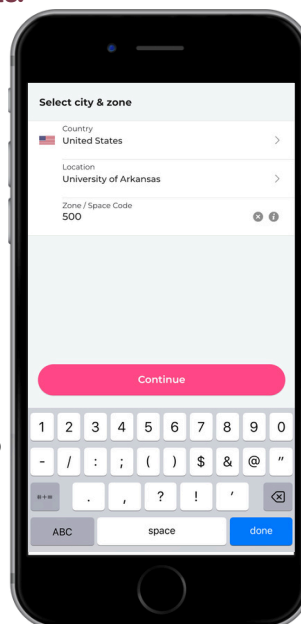 Select city & zone
Country
United States
Location
University of Arkansas
Zone / Space Code
500
Continue
1 2 3 4 5 6 7 8 9 0
- / : ; ( ) $ & @ "
#+= . , ? ! '
ABC space done